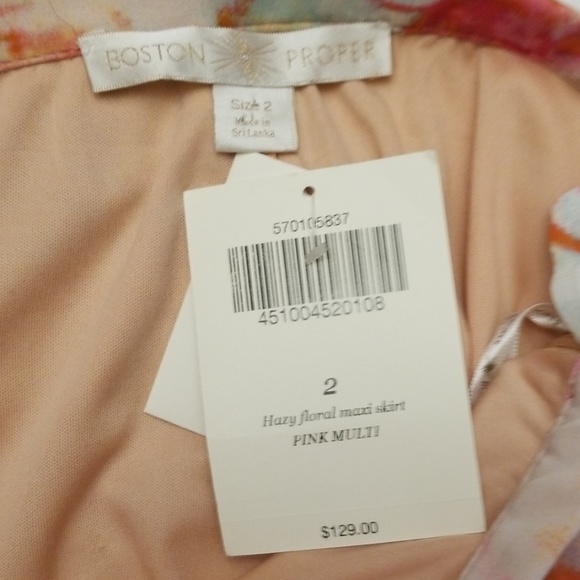 BOSTON PROPER
Size 2
Made in
Sri Lanka
570105837
451004520108
2
Hazy floral maxi skirt
PINK MULTI
$129.00